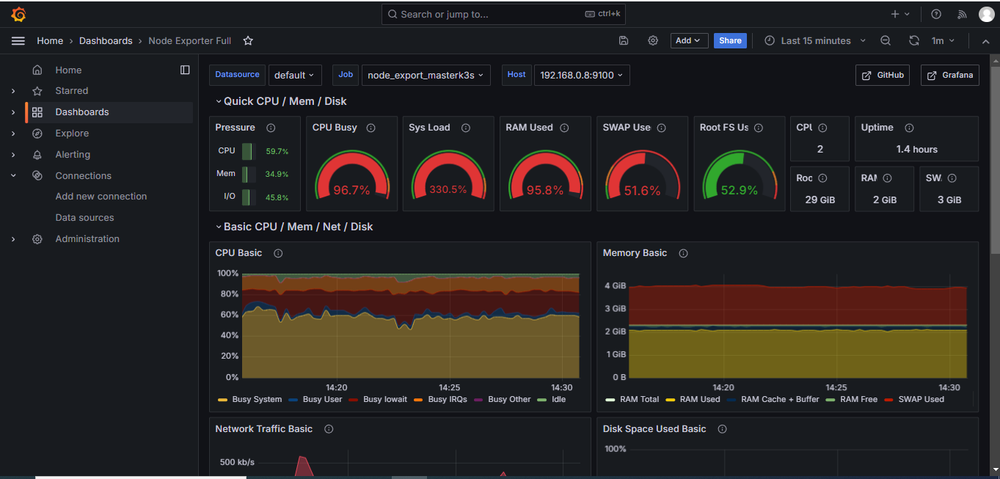 Search or jump to...
ctrl+k
Home › Dashboards › Node Exporter Full
Add
Share
Last 15 minutes
1m
Home
Starred
Dashboards
Explore
Alerting
Connections
Add new connection
Data sources
Administration
Datasource default Job node_export_masterk3s Host 192.168.0.8:9100
GitHub
Grafana
Quick CPU / Mem / Disk
Pressure
CPU 59.7%
Mem 34.9%
I/O 45.8%
CPU Busy
96.7%
Sys Load
330.5%
RAM Used
95.8%
SWAP Use
51.6%
Root FS Us
52.9%
CPU
2
Uptime
1.4 hours
Roo
29 GiB
RAM
2 GiB
SW
3 GiB
Basic CPU / Mem / Net / Disk
CPU Basic
100%
80%
60%
40%
20%
0%
14:20 14:25 14:30
Busy System Busy User Busy Iowait Busy IRQs Busy Other Idle
Memory Basic
4 GiB
3 GiB
2 GiB
1 GiB
0 B
14:20 14:25 14:30
RAM Total RAM Used RAM Cache + Buffer RAM Free SWAP Used
Network Traffic Basic
500 kb/s
Disk Space Used Basic
100%